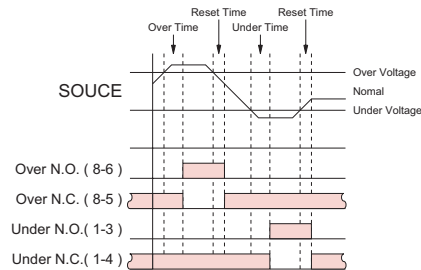 Reset Time Reset Time
Over Time Under Time
Over Voltage
SOUCE
Nomal
Under Voltage
Over N.O. ( 8-6 )
Over N.C. ( 8-5 )
Under N.O.( 1-3 )
Under N.C.( 1-4 )